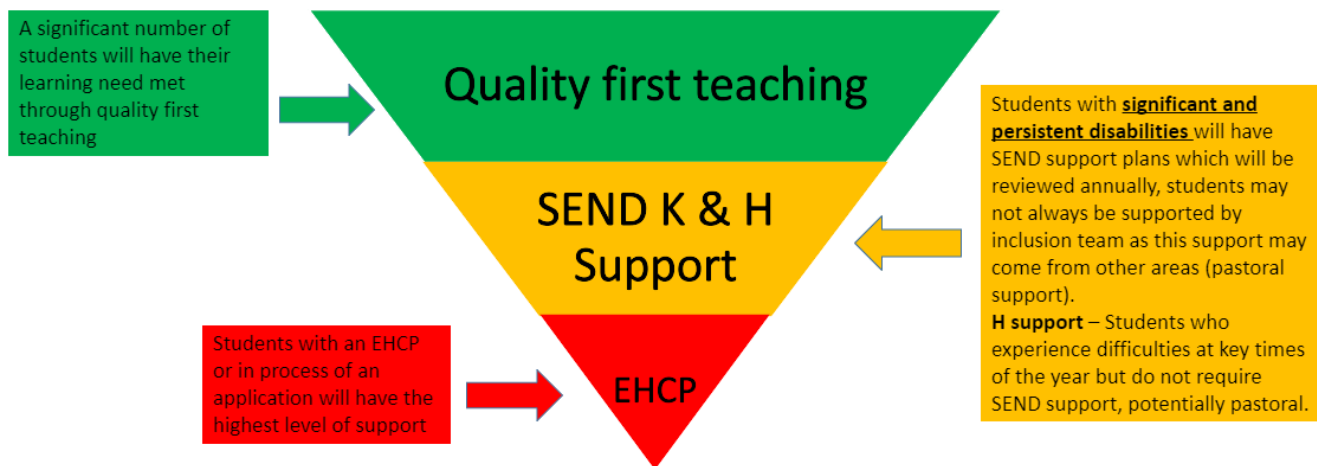 A significant number of
students will have their
learning need met
through quality first
teaching
Quality first teaching
Students with significant and
persistent disabilities will have
SEND support plans which will be
reviewed annually, students may
not always be supported by
inclusion team as this support may
come from other areas (pastoral
support).
H support – Students who
experience difficulties at key times
of the year but do not require
SEND support, potentially pastoral.
SEND K & H
Support
Students with an EHCP
or in process of an
application will have the
highest level of support
EHCP